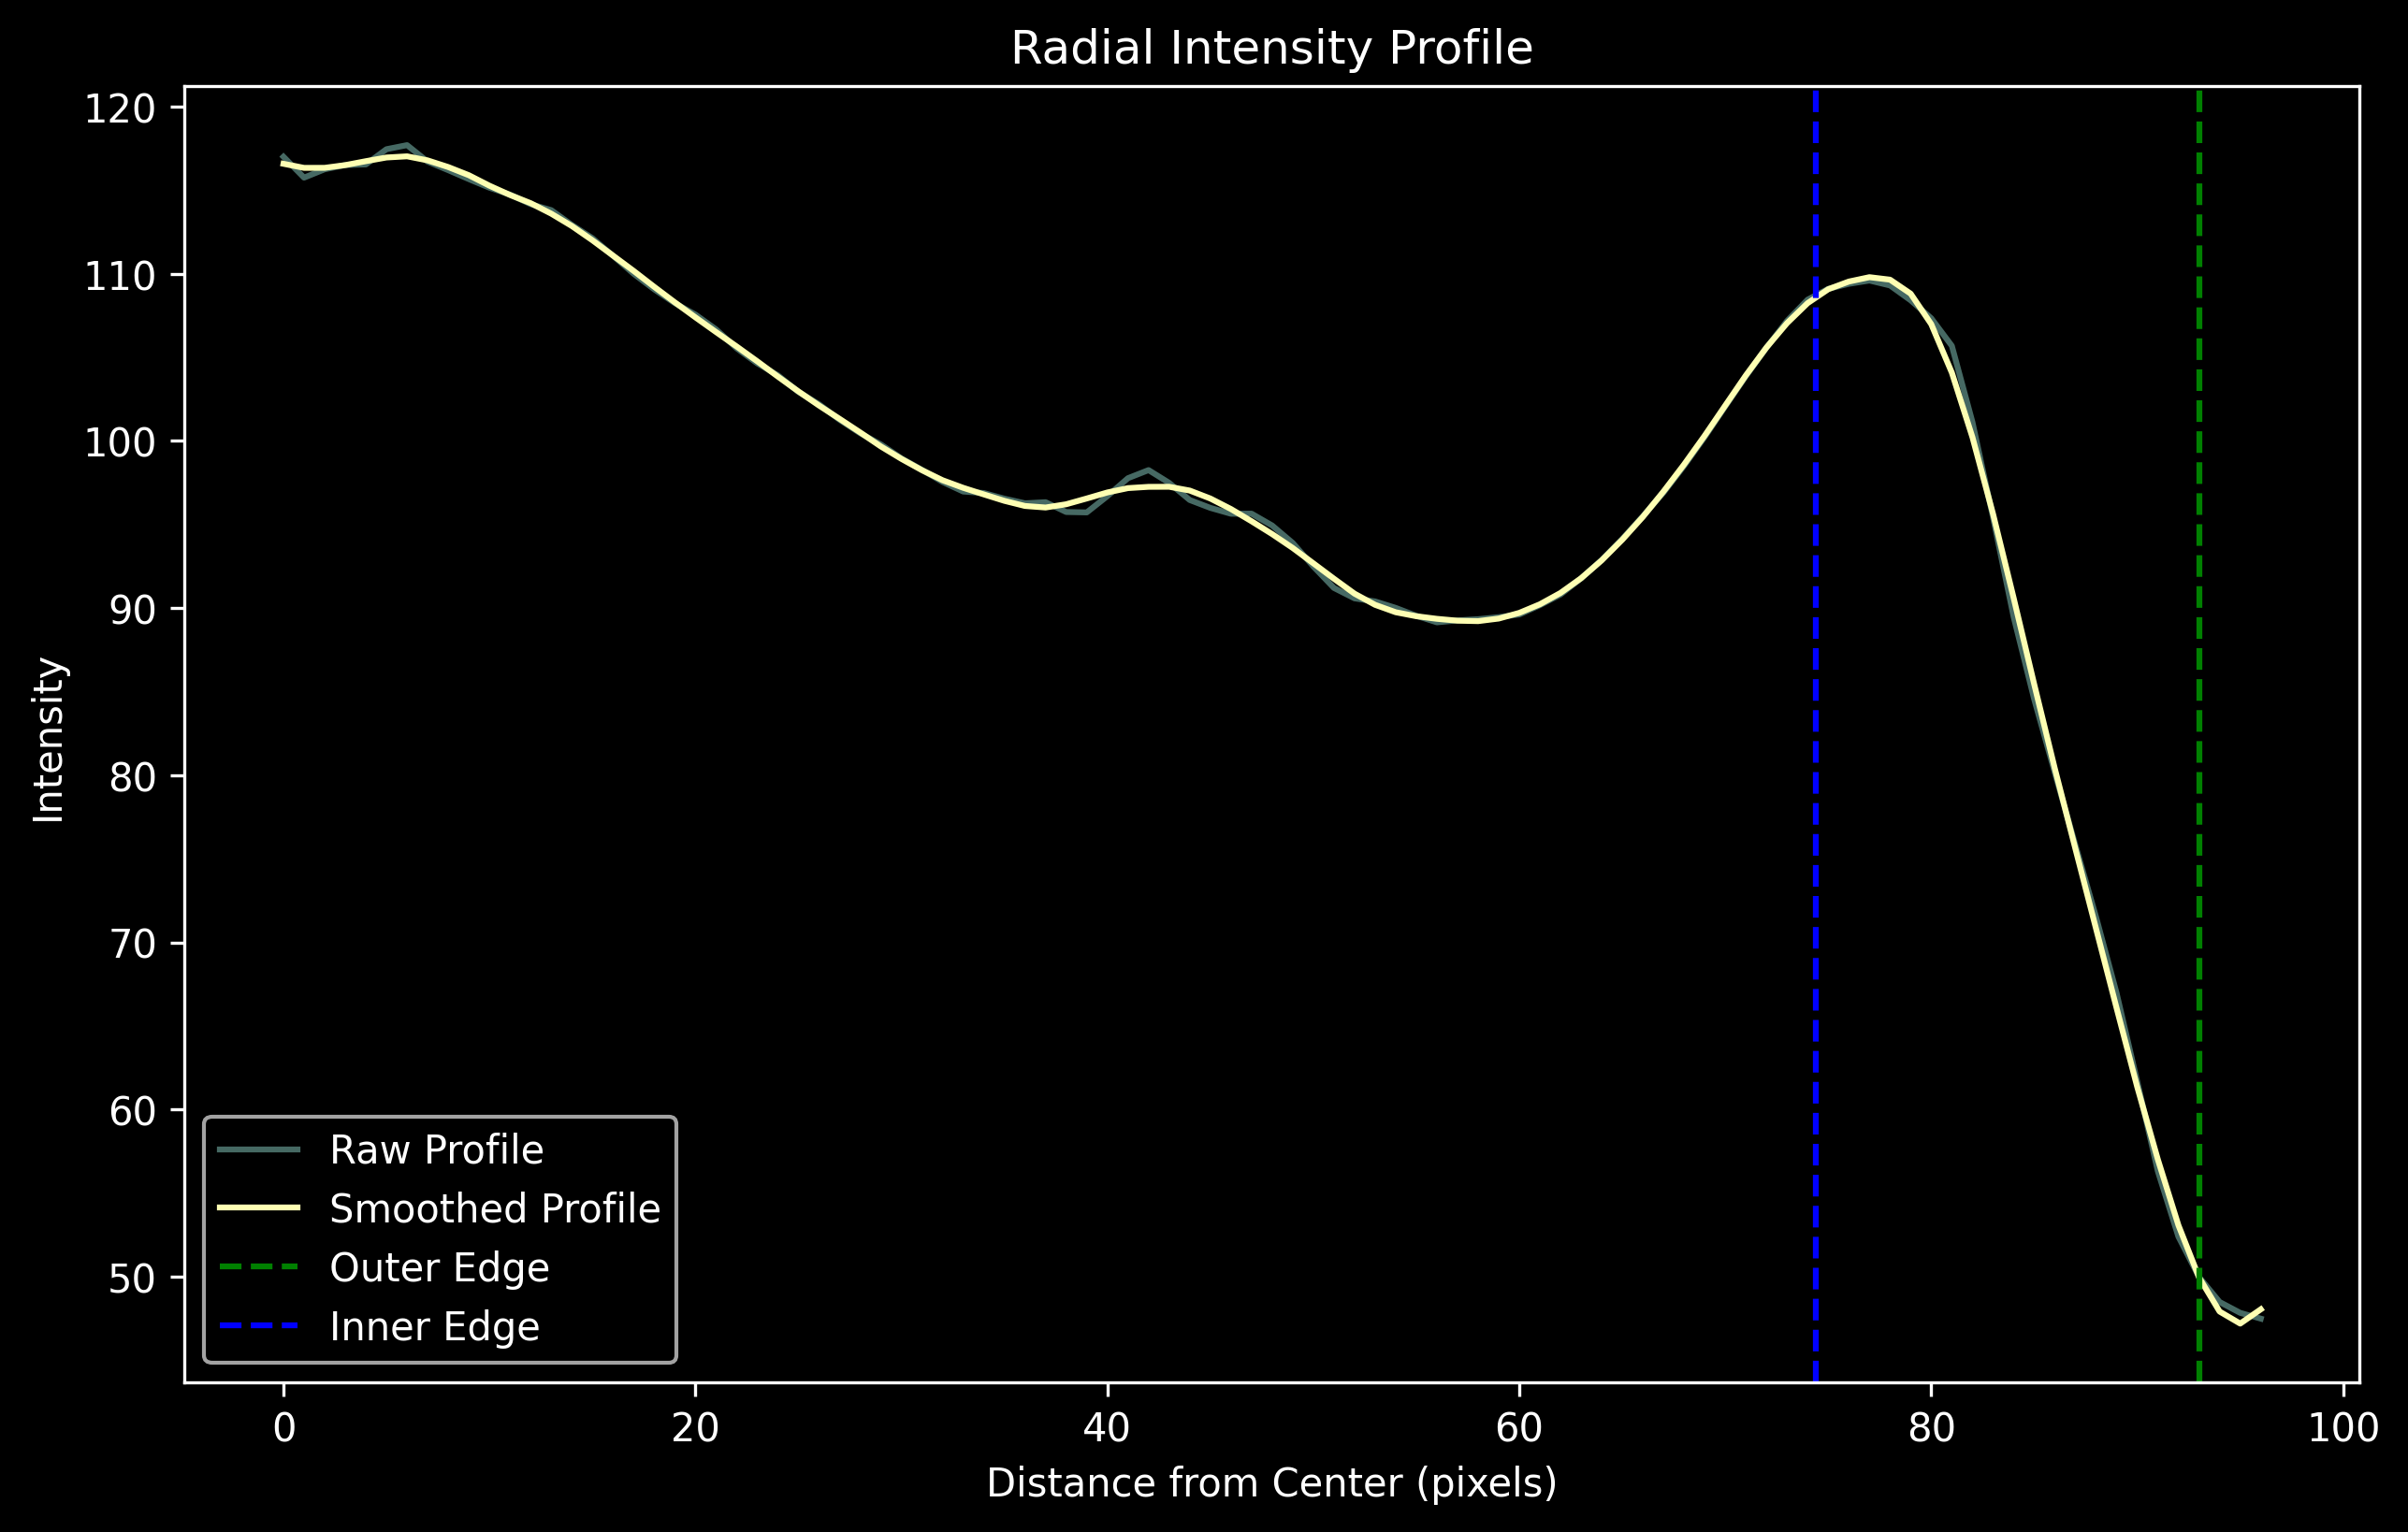 Radial Intensity Profile
120
110
100
90
80
70
60
50
Intensity
Raw Profile
Smoothed Profile
Outer Edge
Inner Edge
0 20 40 60 80 100
Distance from Center (pixels)